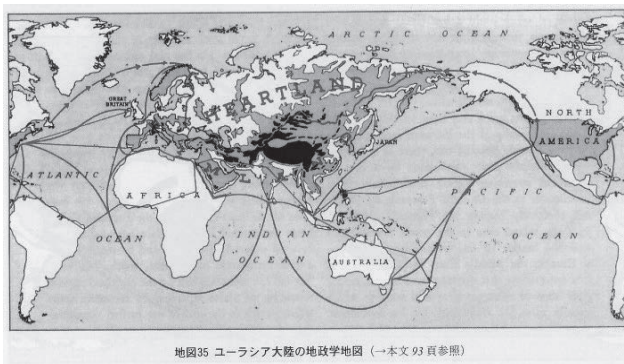 ARCTIC OCEAN
GREAT
BRITAIN
HEARTLAND
NORTH
AMERICA
JAPAN
ATLANTIC
OCEAN
AFRICA
INDIAN
OCEAN
PACIFIC
OCEAN
AUSTRALIA
地図35 ユーラシア大陸の地政学地図 (→本文93頁参照)